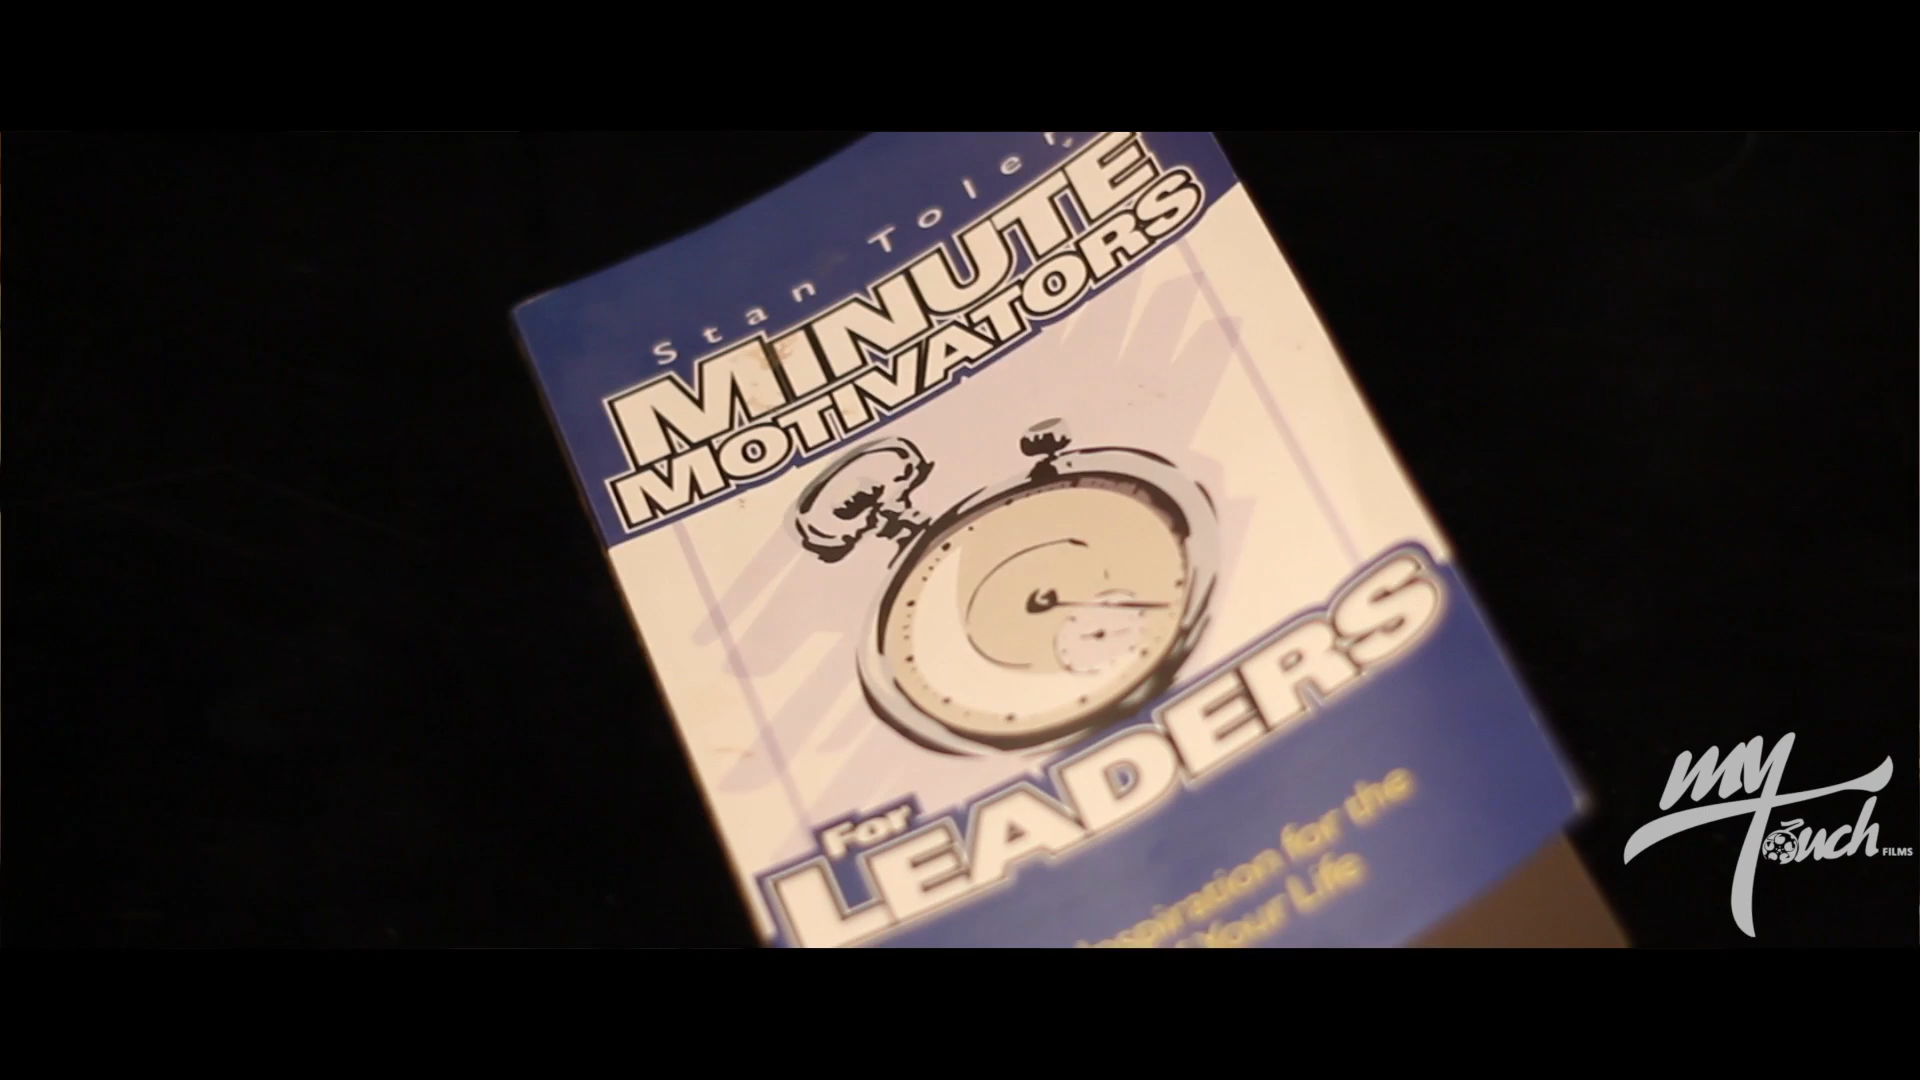 Stan Toler
MINUTE
MOTIVATORS
For
LEADERS
Inspiration for the
Your Life
my
Touch
FILMS